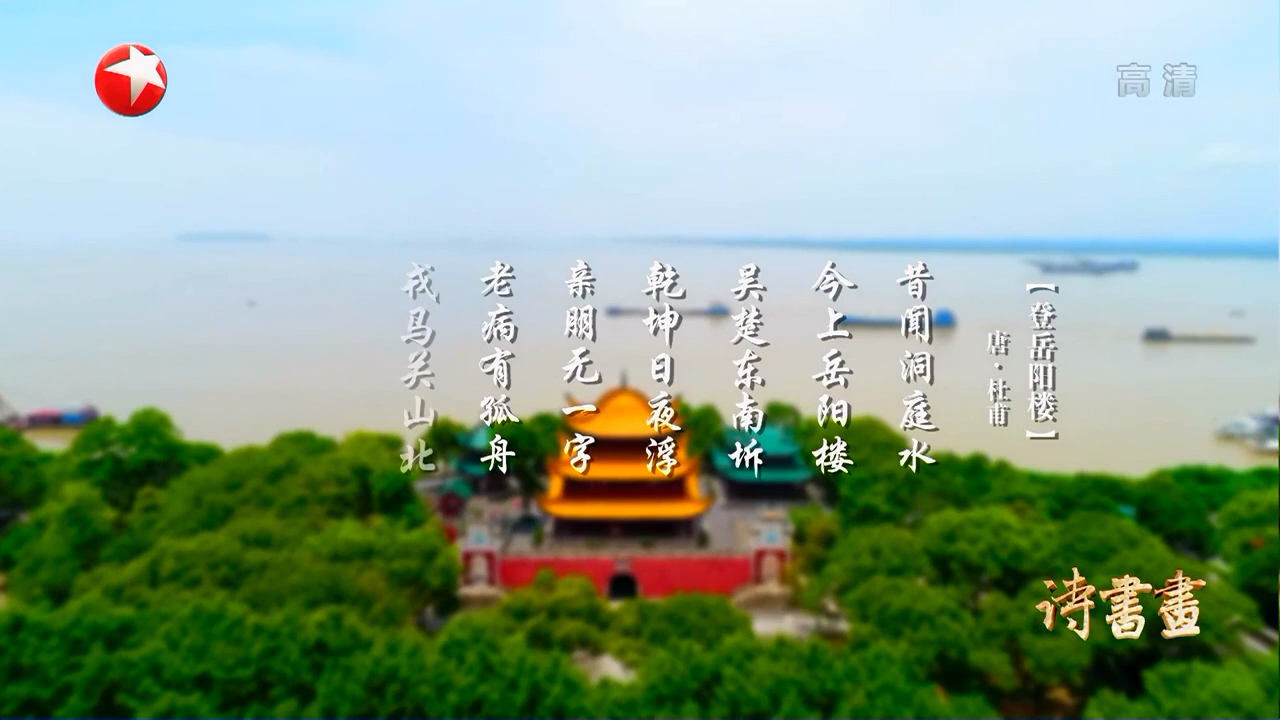 高清
【登岳阳楼】
唐·杜甫
昔闻洞庭水
今上岳阳楼
吴楚东南坼
乾坤日夜浮
亲朋无一字
老病有孤舟
戎马关山北
诗书画